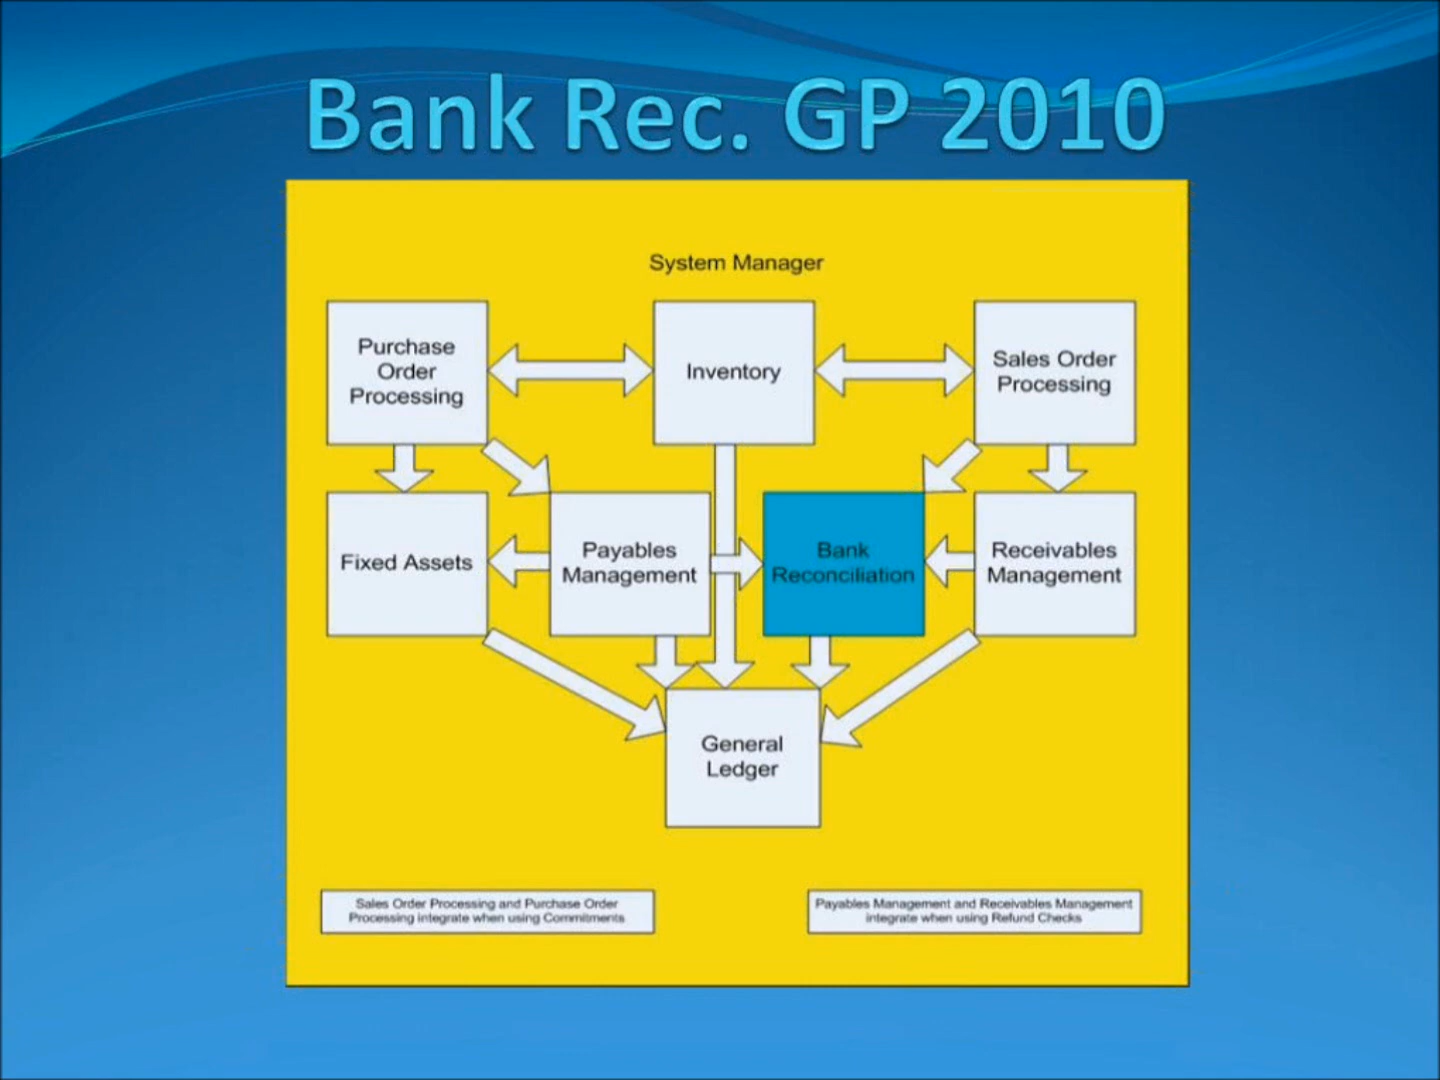 Bank Rec. GP 2010
System Manager
Purchase
Order
Processing
Inventory
Sales Order
Processing
Fixed Assets
Payables
Management
Bank
Reconciliation
Receivables
Management
General
Ledger
Sales Order Processing and Purchase Order
Processing integrate when using Commitments
Payables Management and Receivables Management
integrate when using Refund Checks